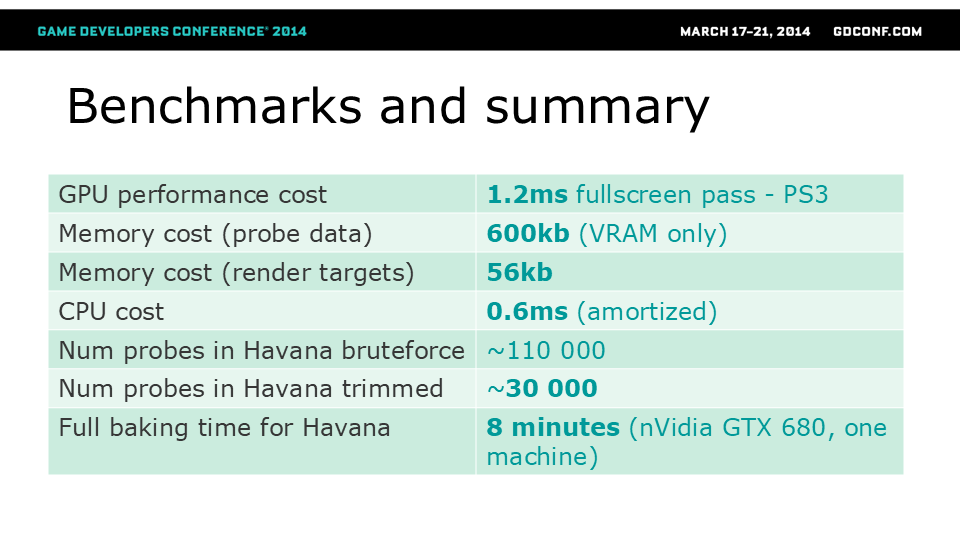 GAME DEVELOPERS CONFERENCE® 2014
MARCH 17–21, 2014 GDCONF.COM
Benchmarks and summary
GPU performance cost 1.2ms fullscreen pass - PS3
Memory cost (probe data) 600kb (VRAM only)
Memory cost (render targets) 56kb
CPU cost 0.6ms (amortized)
Num probes in Havana bruteforce ~110 000
Num probes in Havana trimmed ~30 000
Full baking time for Havana 8 minutes (nVidia GTX 680, one
machine)